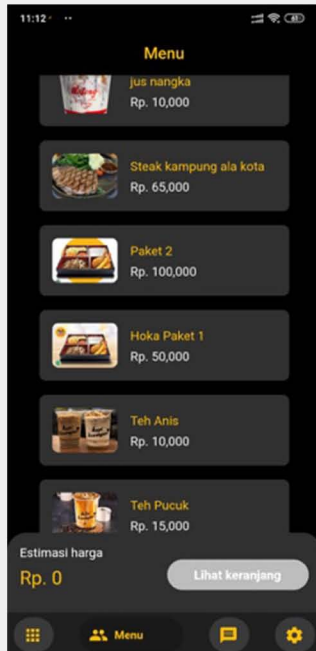 11:12
Menu
jus nangka
Rp. 10,000
Steak kampung ala kota
Rp. 65,000
Paket 2
Rp. 100,000
Hoka Paket 1
Rp. 50,000
Teh Anis
Rp. 10,000
Teh Pucuk
Rp. 15,000
Estimasi harga
Rp. 0
Lihat keranjang
Menu